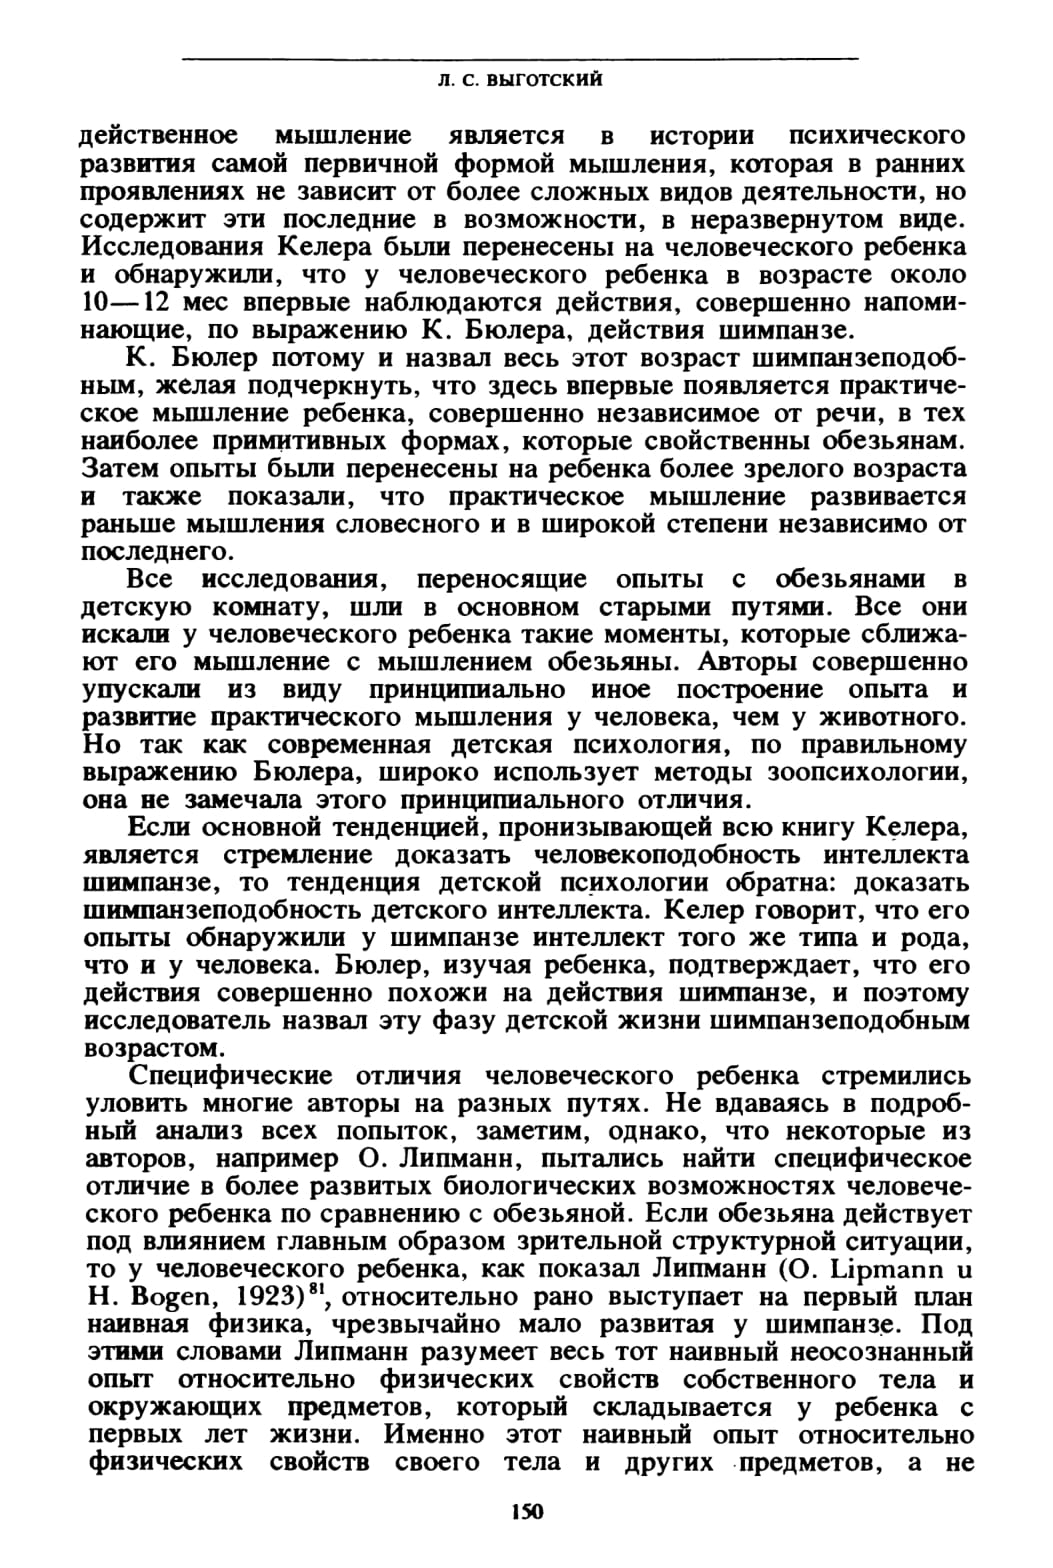 Л. С. ВЫГОТСКИЙ
действенное мышление является в истории психического
развития самой первичной формой мышления, которая в ранних
проявлениях не зависит от более сложных видов деятельности, но
содержит эти последние в возможности, в неразвернутом виде.
Исследования Келера были перенесены на человеческого ребенка
и обнаружили, что у человеческого ребенка в возрасте около
10—12 мес впервые наблюдаются действия, совершенно напоми-
нающие, по выражению К. Бюлера, действия шимпанзе.
К. Бюлер потому и назвал весь этот возраст шимпанзеподоб-
ным, желая подчеркнуть, что здесь впервые появляется практиче-
ское мышление ребенка, совершенно независимое от речи, в тех
наиболее примитивных формах, которые свойственны обезьянам.
Затем опыты были перенесены на ребенка более зрелого возраста
и также показали, что практическое мышление развивается
раньше мышления словесного и в широкой степени независимо от
последнего.
Все исследования, переносящие опыты с обезьянами в
детскую комнату, шли в основном старыми путями. Все они
искали у человеческого ребенка такие моменты, которые сближа-
ют его мышление с мышлением обезьяны. Авторы совершенно
упускали из виду принципиально иное построение опыта и
развитие практического мышления у человека, чем у животного.
Но так как современная детская психология, по правильному
выражению Бюлера, широко использует методы зоопсихологии,
она не замечала этого принципиального отличия.
Если основной тенденцией, пронизывающей всю книгу Келера,
является стремление доказать человекоподобность интеллекта
шимпанзе, то тенденция детской психологии обратна: доказать
шимпанзеподобность детского интеллекта. Келер говорит, что его
опыты обнаружили у шимпанзе интеллект того же типа и рода,
что и у человека. Бюлер, изучая ребенка, подтверждает, что его
действия совершенно похожи на действия шимпанзе, и поэтому
исследователь назвал эту фазу детской жизни шимпанзеподобным
возрастом.
Специфические отличия человеческого ребенка стремились
уловить многие авторы на разных путях. Не вдаваясь в подроб-
ный анализ всех попыток, заметим, однако, что некоторые из
авторов, например О. Липманн, пытались найти специфическое
отличие в более развитых биологических возможностях человече-
ского ребенка по сравнению с обезьяной. Если обезьяна действует
под влиянием главным образом зрительной структурной ситуации,
то у человеческого ребенка, как показал Липманн (O. Lipmann u
H. Bogen, 1923)⁸¹, относительно рано выступает на первый план
наивная физика, чрезвычайно мало развитая у шимпанзе. Под
этими словами Липманн разумеет весь тот наивный неосознанный
опыт относительно физических свойств собственного тела и
окружающих предметов, который складывается у ребенка с
первых лет жизни. Именно этот наивный опыт относительно
физических свойств своего тела и других предметов, а не
150